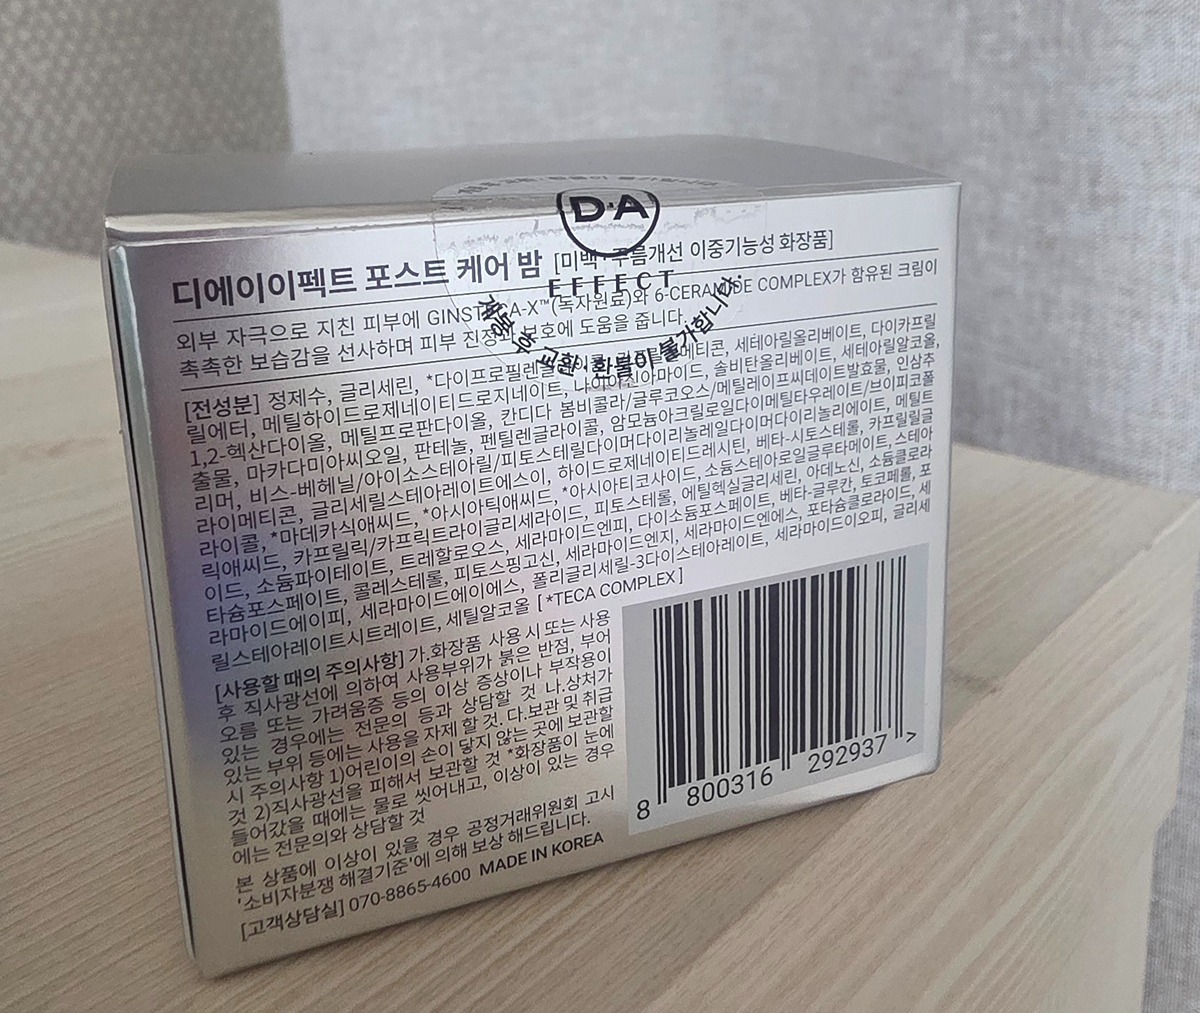 D·A
EFFECT
개봉 후 교환·환불이 불가합니다.
디에이이펙트 포스트 케어 밤 [미백·주름개선 이중기능성 화장품]
외부 자극으로 지친 피부에 (독자원료)와 6-CERAMIDE COMPLEX가 함유된 크림이
촉촉한 보습감을 선사하며 피부 진정과 보호에 도움을 줍니다.
[전성분] 정제수, 글리세린, 세테아릴올리베이트, 다이카프릴
릴에터, 메틸하이드로제네이티드로지네이트, 나이아신아마이드, 솔비탄올리베이트, 세테아릴알코올,
1,2-헥산다이올, 메틸프로판다이올, 칸디다 봄비콜라/글루코오스/메틸레이프씨데이트발효물, 인삼추
출물, 마카다미아씨오일, 판테놀, 펜틸렌글라이콜, 암모늄아크릴로일다이메틸타우레이트/브이피코폴
리머, 비스-베헤닐/아이소스테아릴/피토스테릴다이머다이리놀레일다이머다이리놀리에이트, 메틸트
라이메티콘, 글리세릴스테아레이트에스이, 하이드로제네이티드레시틴, 베타-시토스테롤, 카프릴릴글
라이콜, *마데카식애씨드, *아시아틱애씨드, *아시아티코사이드, 소듐스테아로일글루타메이트, 스테아
릭애씨드, 카프릴릭/카프릭트라이글리세라이드, 피토스테롤, 에틸헥실글리세린, 아데노신, 소듐클로라
이드, 소듐파이테이트, 트레할로오스, 세라마이드엔피, 다이소듐포스페이트, 베타-글루칸, 토코페롤, 포
타슘포스페이트, 콜레스테롤, 피토스핑고신, 세라마이드엔지, 세라마이드엔에스, 포타슘클로라이드, 세
라마이드에이피, 세라마이드에이에스, 폴리글리세릴-3다이스테아레이트, 세라마이드이오피, 글리세
릴스테아레이트시트레이트, 세틸알코올 [ *TECA COMPLEX ]
[사용할 때의 주의사항] 가.화장품 사용 시 또는 사용
후 직사광선에 의하여 사용부위가 붉은 반점, 부어
오름 또는 가려움증 등의 이상 증상이나 부작용이
있는 경우에는 전문의 등과 상담할 것 나.상처가
있는 부위 등에는 사용을 자제 할 것. 다.보관 및 취급
시 주의사항 1)어린이의 손이 닿지 않는 곳에 보관할
것 2)직사광선을 피해서 보관할 것 *화장품이 눈에
들어갔을 때에는 물로 씻어내고, 이상이 있는 경우
에는 전문의와 상담할 것
본 상품에 이상이 있을 경우 공정거래위원회 고시
'소비자분쟁 해결기준'에 의해 보상 해드립니다.
[고객상담실] 070-8865-4600 MADE IN KOREA
8 800316 292937 >